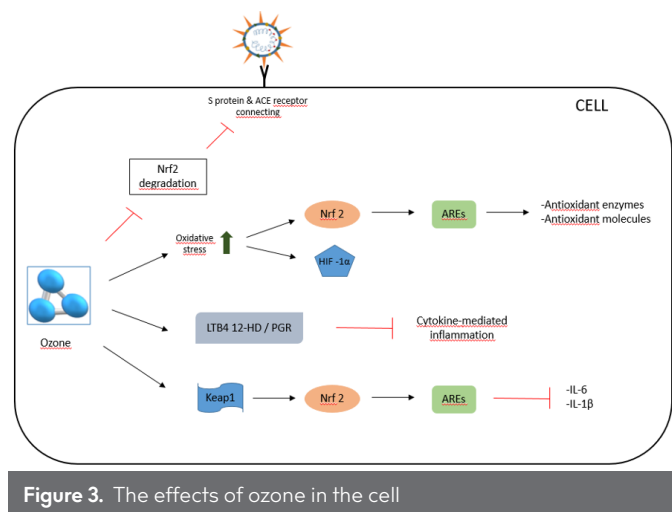 S protein & ACE receptor
connecting
CELL
Nrf2
degradation
Oxidative
stress
Nrf 2
AREs
-Antioxidant enzymes
-Antioxidant molecules
HIF -1α
Ozone
LTB4 12-HD / PGR
Cytokine-mediated
inflammation
Keap1
Nrf 2
AREs
-IL-6
-IL-1β
Figure 3. The effects of ozone in the cell